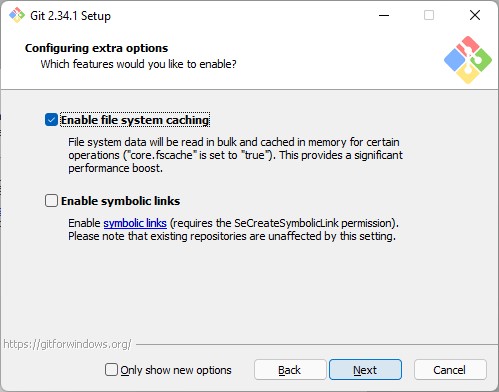 Git 2.34.1 Setup
Configuring extra options
Which features would you like to enable?
Enable file system caching
File system data will be read in bulk and cached in memory for certain
operations ("core.fscache" is set to "true"). This provides a significant
performance boost.
Enable symbolic links
Enable symbolic links (requires the SeCreateSymbolicLink permission).
Please note that existing repositories are unaffected by this setting.
https://gitforwindows.org/
Only show new options
Back
Next
Cancel